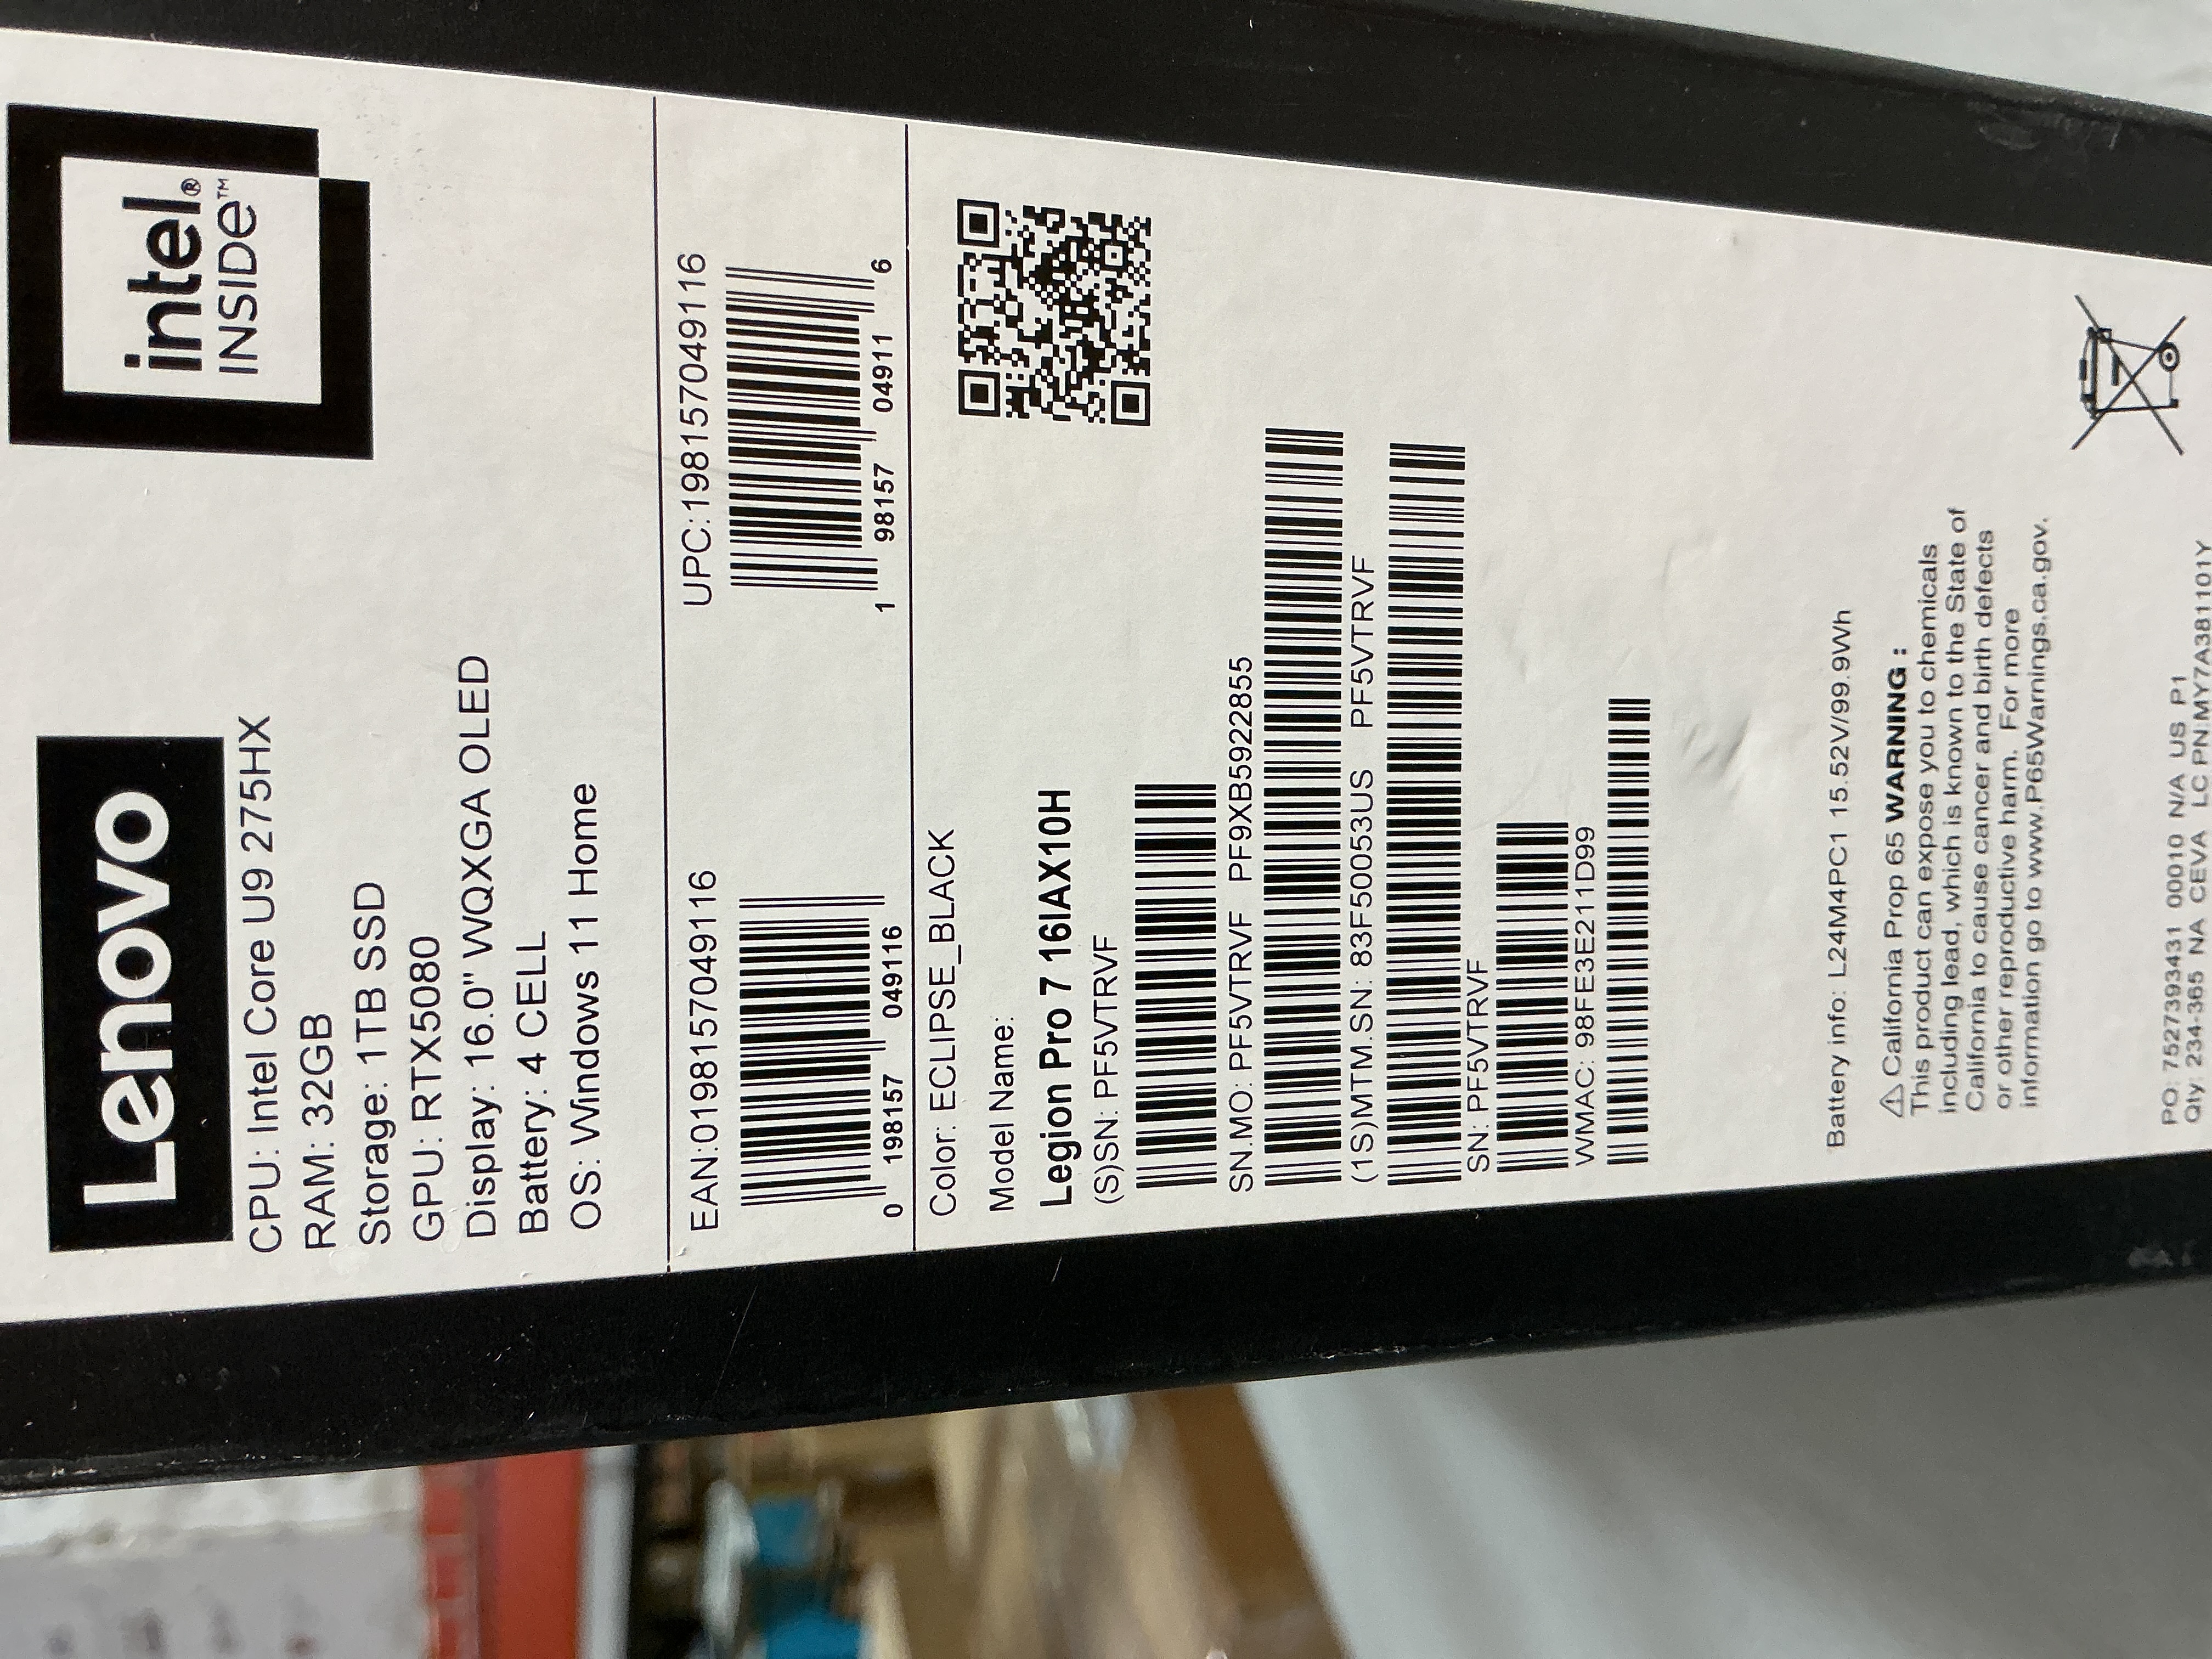 Lenovo
intel®
INSIDE™
CPU: Intel Core U9 275HX
RAM: 32GB
Storage: 1TB SSD
GPU: RTX5080
Display: 16.0" WQXGA OLED
Battery: 4 CELL
OS: Windows 11 Home
EAN:0198157049116
0 198157 049116
UPC:198157049116
1 98157 04911 6
Color: ECLIPSE_BLACK
Model Name:
Legion Pro 7 16IAX10H
(S)SN: PF5VTRVF
SN.MO: PF5VTRVF PF9XB5922855
(1S)MTM.SN: 83F50053US PF5VTRVF
SN: PF5VTRVF
WMAC: 98FE3E211D99
Battery info: L24M4PC1 15.52V/99.9Wh
⚠California Prop 65 WARNING :
This product can expose you to chemicals
including lead, which is known to the State of
California to cause cancer and birth defects
or other reproductive harm. For more
information go to www.P65Warnings.ca.gov.
PO: 7527393431 00010 N/A US P1
Qty: 234-365 NA CEVA LC PN:MY7A381101Y